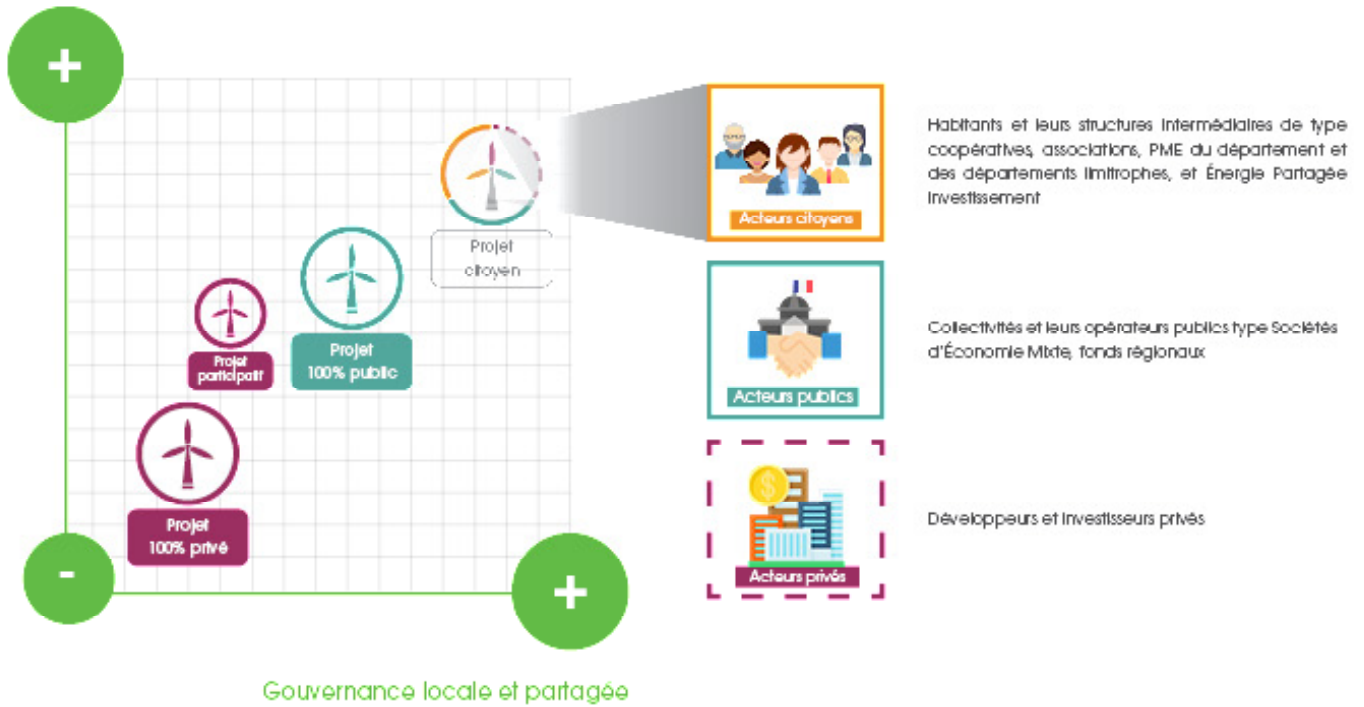 +
Habitants et leurs structures intermédiaires de type
coopératives, associations, PME du département et
des départements limitrophes, et Énergie Partagée
Investissement
Acteurs citoyens
Projet
citoyen
Projet
participatif
Projet
100% public
Collectivités et leurs opérateurs publics type Sociétés
d'Économie Mixte, fonds régionaux
Acteurs publics
Projet
100% privé
$
Développeurs et investisseurs privés
Acteurs privés
-
+
Gouvernance locale et partagée